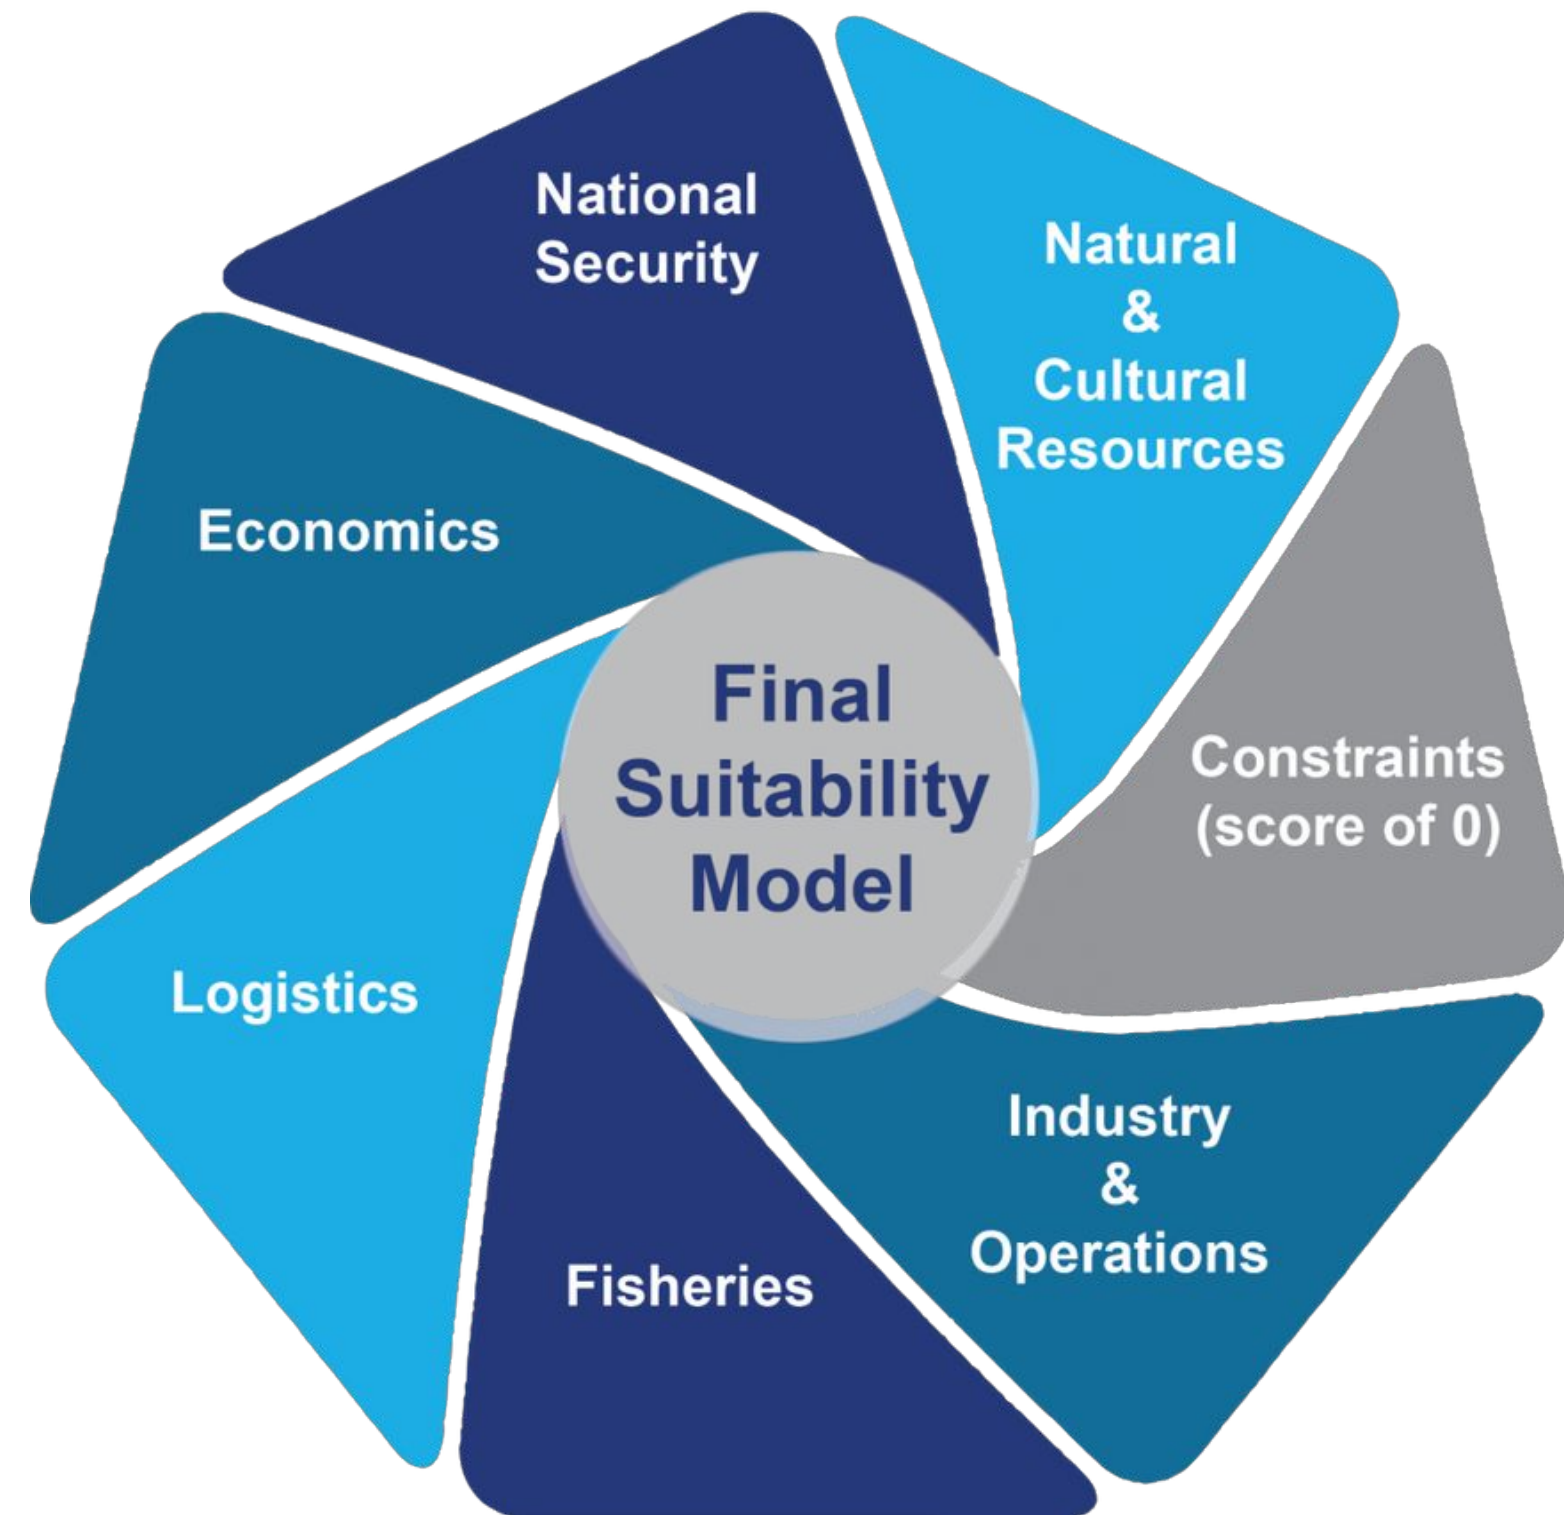 National
Security
Natural
&
Cultural
Resources
Economics
Final
Suitability
Model
Constraints
(score of 0)
Logistics
Industry
&
Operations
Fisheries